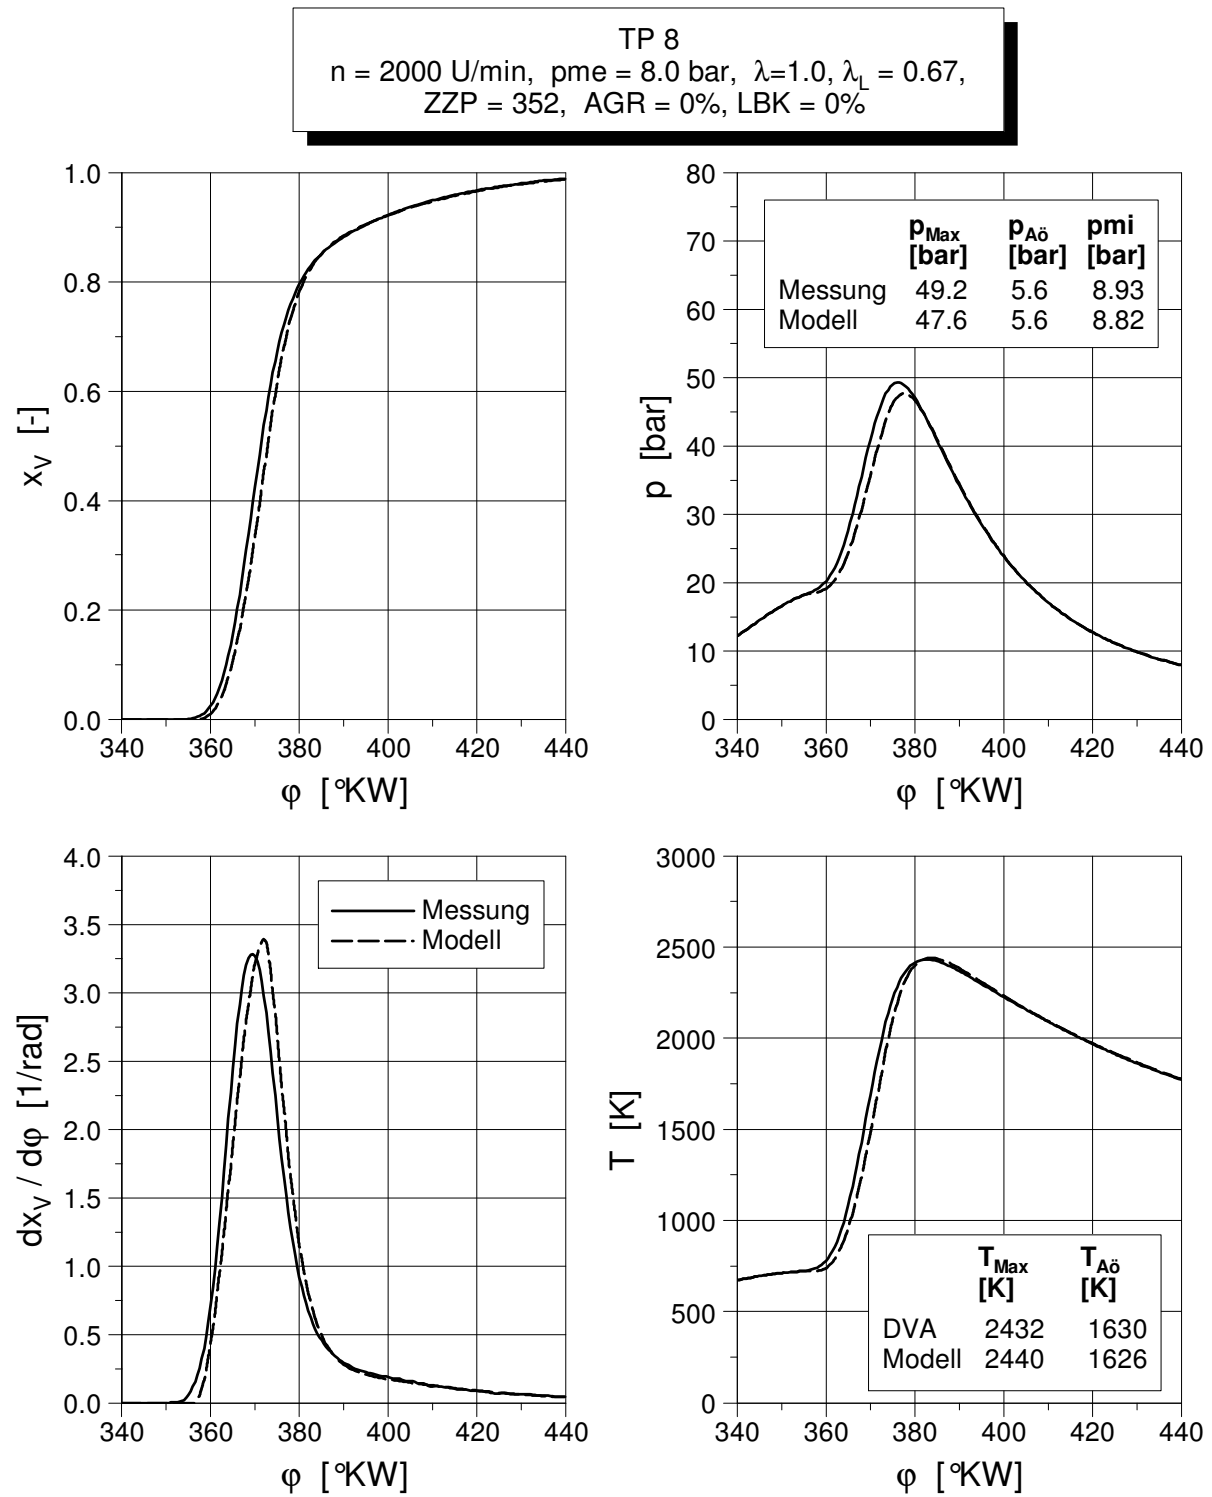 TP 8
n = 2000 U/min, pme = 8.0 bar, λ=1.0, λL = 0.67,
ZZP = 352, AGR = 0%, LBK = 0%
1.0
0.8
0.6
0.4
0.2
0.0
xV [-]
340 360 380 400 420 440
φ [°KW]
80
70
60
50
40
30
20
10
0
p [bar]
pMax pAö pmi
[bar] [bar] [bar]
Messung 49.2 5.6 8.93
Modell 47.6 5.6 8.82
340 360 380 400 420 440
φ [°KW]
4.0
3.5
3.0
2.5
2.0
1.5
1.0
0.5
0.0
dxV / dφ [1/rad]
Messung
Modell
340 360 380 400 420 440
φ [°KW]
3000
2500
2000
1500
1000
500
0
T [K]
TMax TAö
[K] [K]
DVA 2432 1630
Modell 2440 1626
340 360 380 400 420 440
φ [°KW]